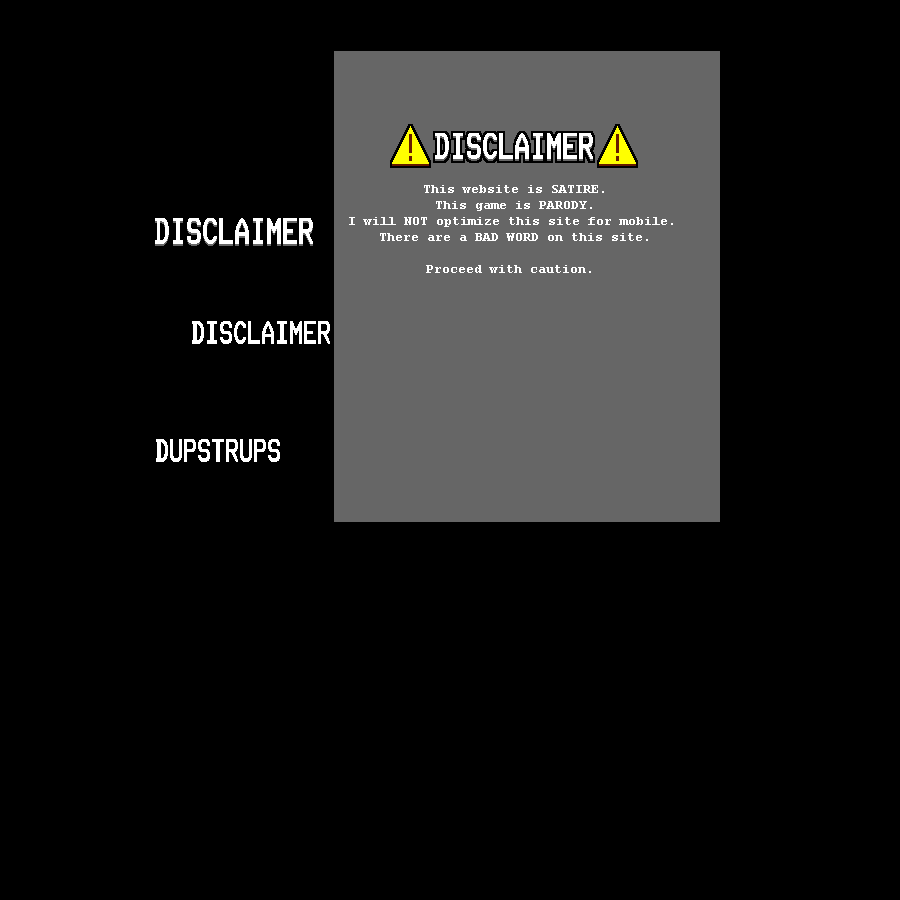 DISCLAIMER
This website is SATIRE.
This game is PARODY.
I will NOT optimize this site for mobile.
There are a BAD WORD on this site.
Proceed with caution.
DISCLAIMER
DISCLAIMER
DUPSTRUPS